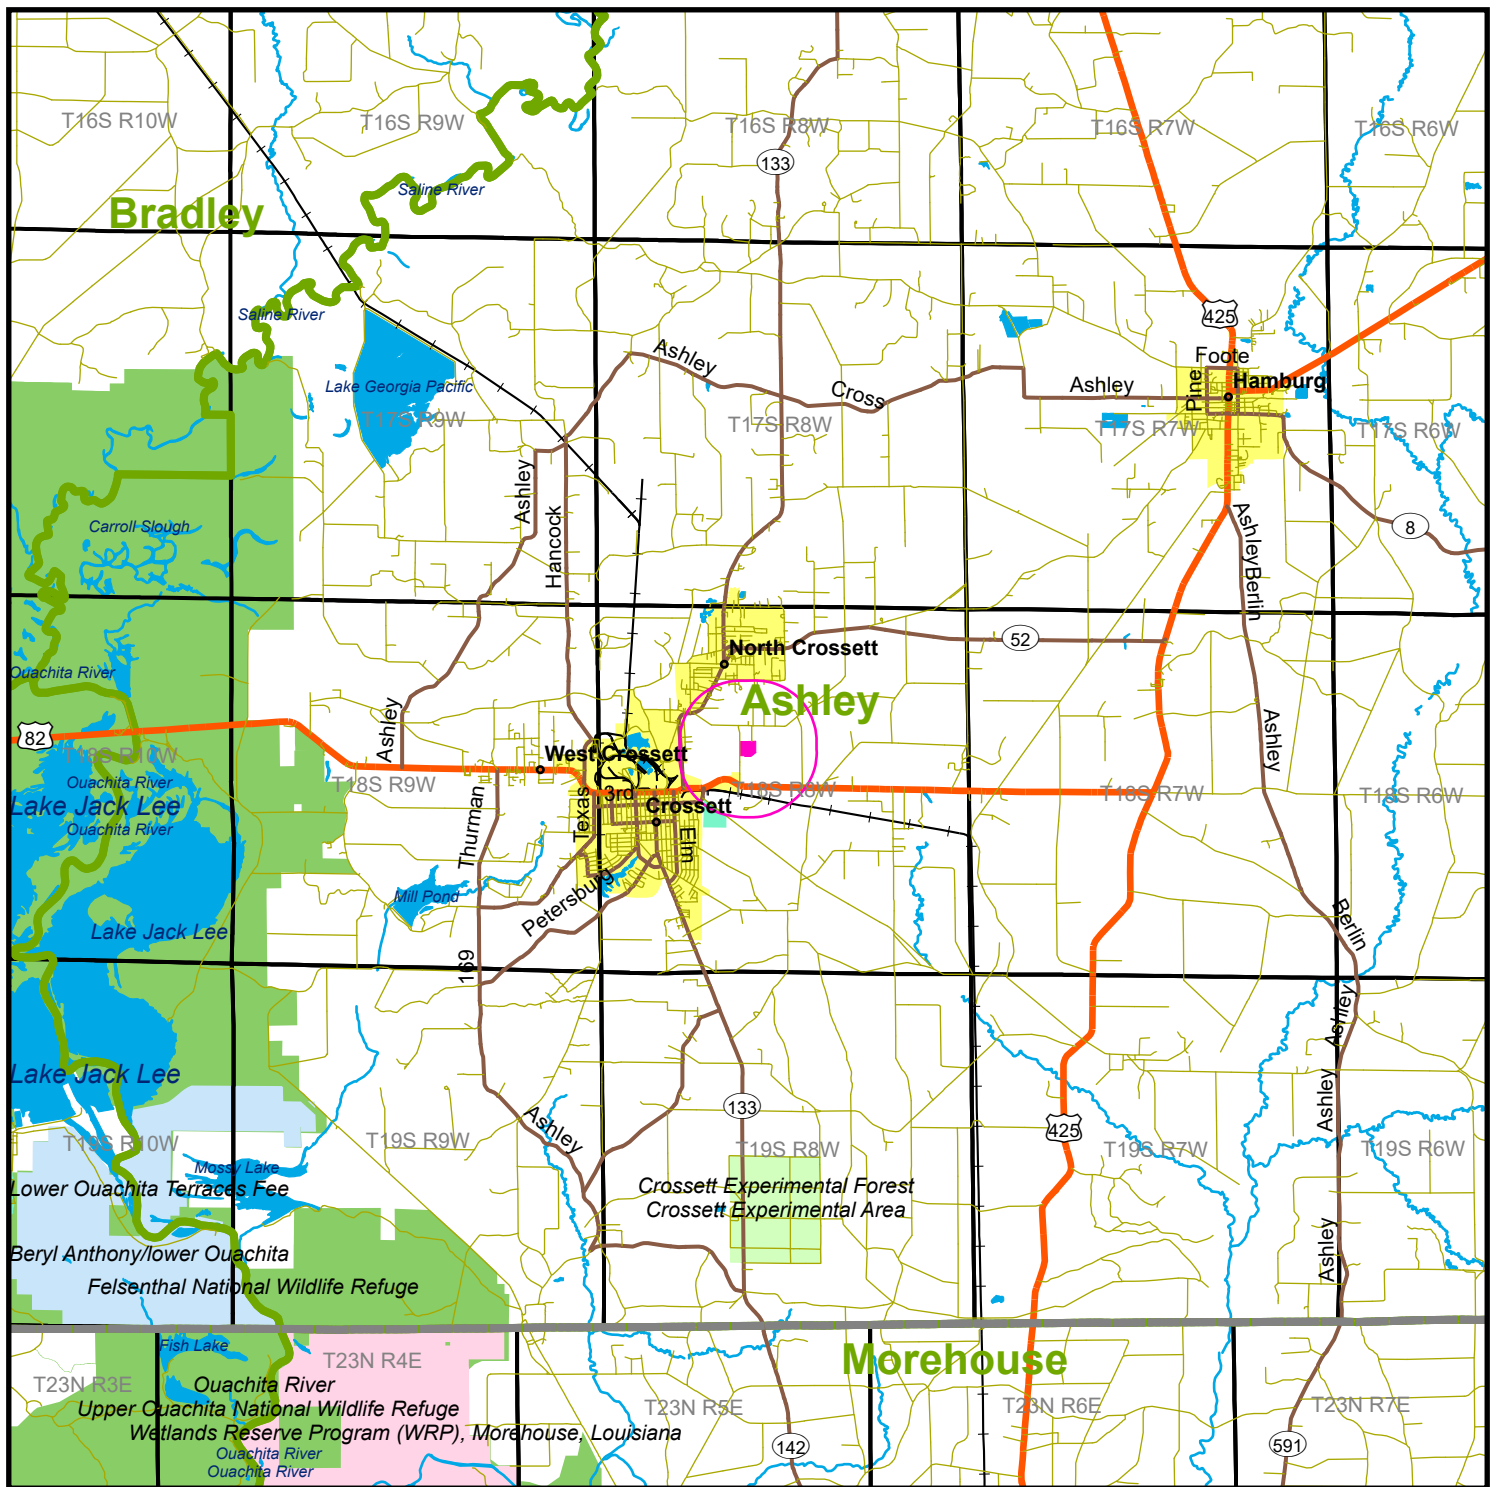 T16S R10W
T16S R9W
T16S R8W
T16S R7W
T16S R6W
133
Saline River
Bradley
Saline River
425
Foote
Ashley
Lake Georgia Pacific
Cross
Ashley
Pine
Hamburg
T17S R9W
T17S R8W
T17S R7W
T17S R6W
Ashley
Hancock
Carroll Slough
8
AshleyBerlin
52
North Crossett
Ouachita River
Ashley
Ashley
82
Ashley
West Crossett
T18S R10W
Ouachita River
T18S R9W
T18S R8W
T18S R7W
T18S R6W
3rd
Lake Jack Lee
Crossett
Ouachita River
Thurman
Texas
Elm
Mill Pond
Petersburg
Lake Jack Lee
Berlin
169
Ashley
Lake Jack Lee
Ashley
133
Ashley
425
T19S R10W
T19S R9W
T19S R8W
T19S R7W
T19S R6W
Mossy Lake
Lower Ouachita Terraces Fee
Crossett Experimental Forest
Crossett Experimental Area
Beryl Anthony/lower Ouachita
Ashley
Felsenthal National Wildlife Refuge
Fish Lake
T23N R4E
Morehouse
T23N R3E
Ouachita River
Upper Ouachita National Wildlife Refuge
T23N R5E
T23N R6E
T23N R7E
Wetlands Reserve Program (WRP), Morehouse, Louisiana
142
591
Ouachita River
Ouachita River